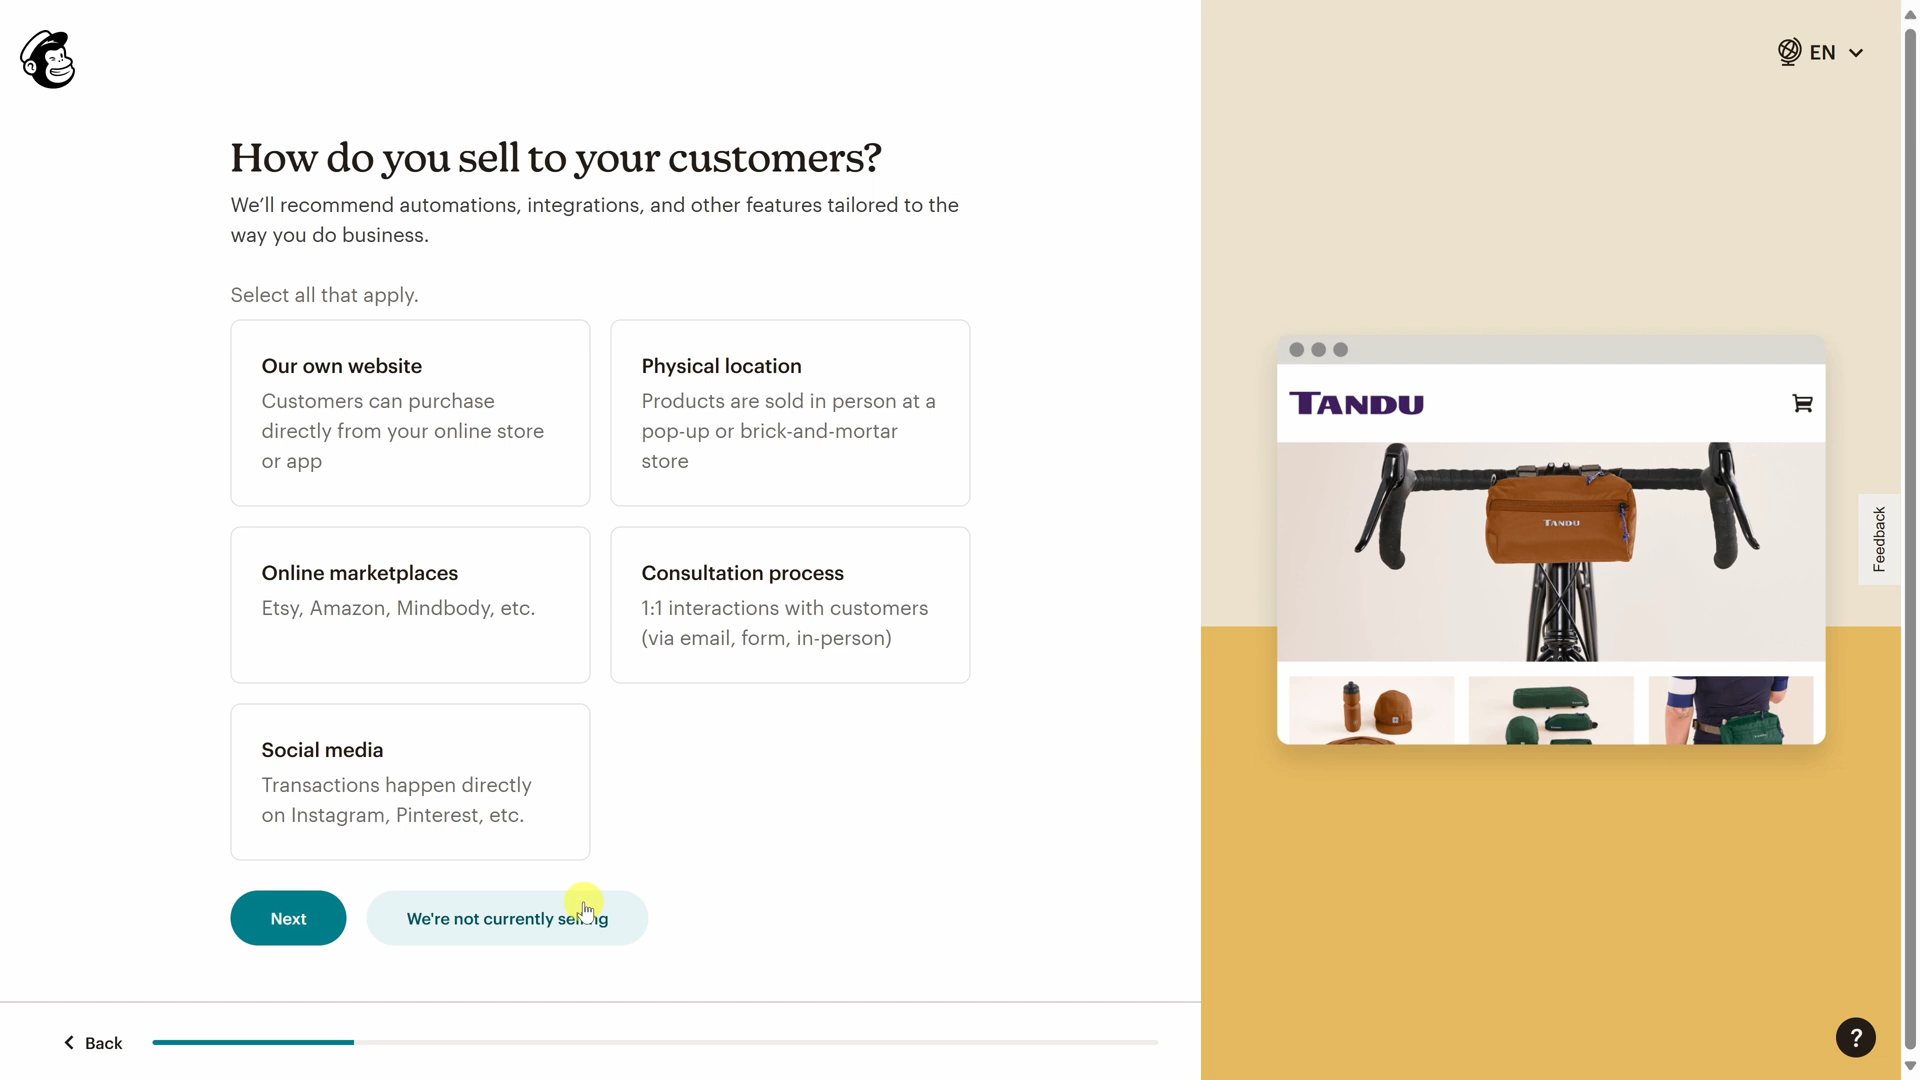 EN
How do you sell to your customers?
We’ll recommend automations, integrations, and other features tailored to the
way you do business.
Select all that apply.
Our own website
Customers can purchase
directly from your online store
or app
Physical location
Products are sold in person at a
pop-up or brick-and-mortar
store
Online marketplaces
Etsy, Amazon, Mindbody, etc.
Consultation process
1:1 interactions with customers
(via email, form, in-person)
Social media
Transactions happen directly
on Instagram, Pinterest, etc.
Next
We're not currently selling
Back
TANDU
TANDU
Feedback
?